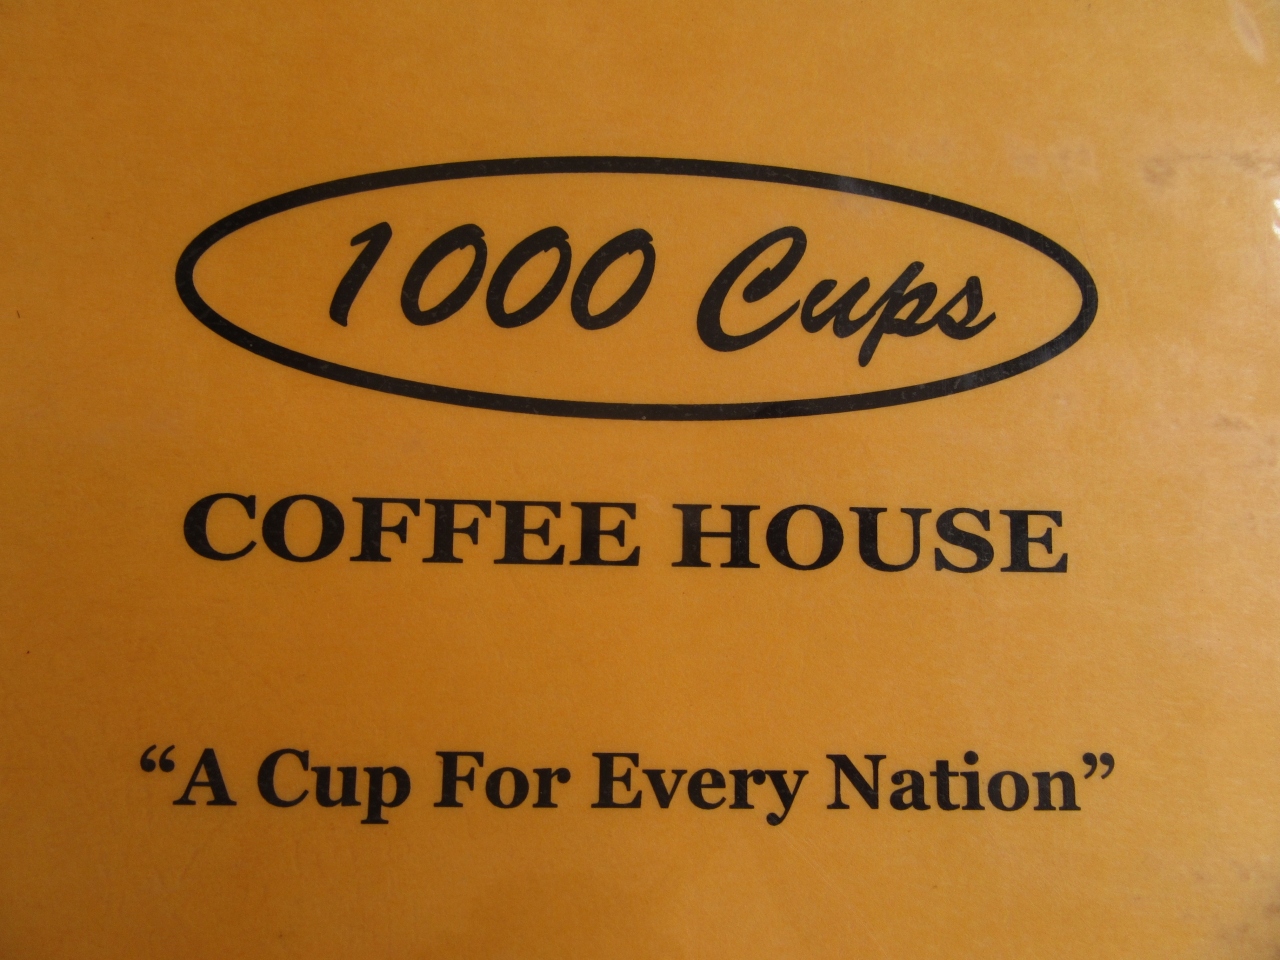 1000 Cups
COFFEE HOUSE
“A Cup For Every Nation”